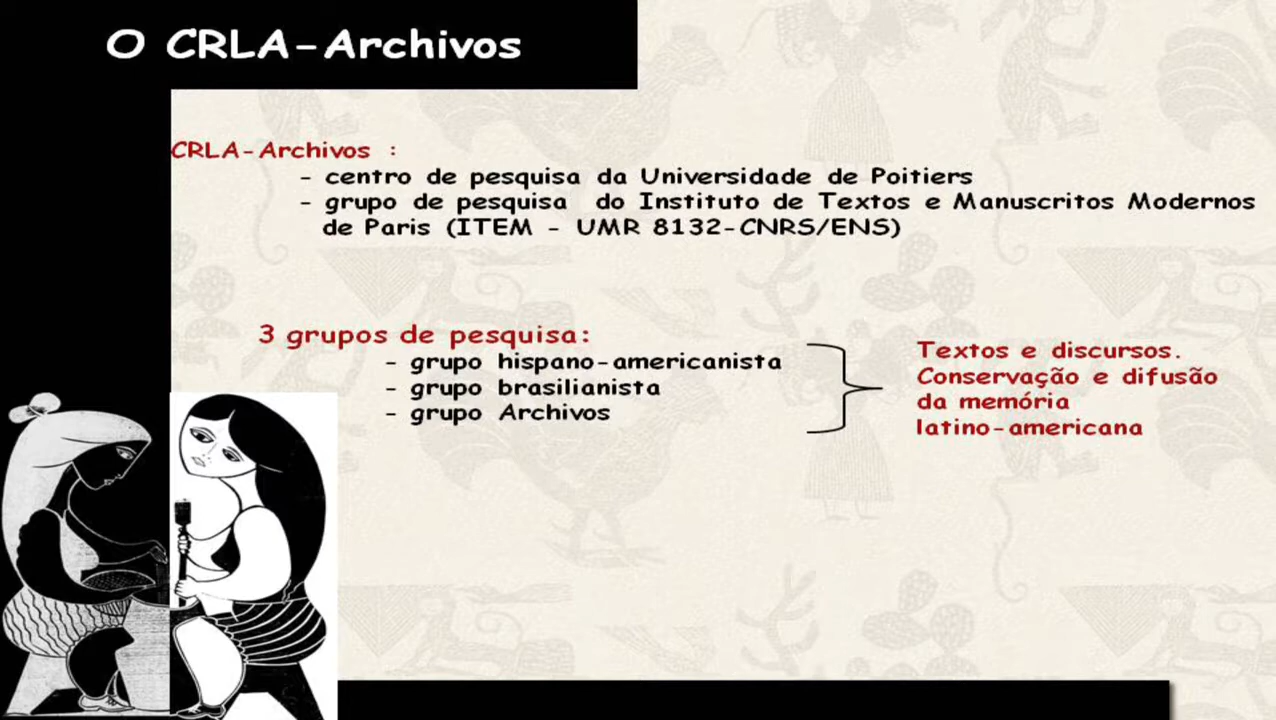 O CRLA-Archivos
CRLA-Archivos :
- centro de pesquisa da Universidade de Poitiers
- grupo de pesquisa do Instituto de Textos e Manuscritos Modernos
de Paris (ITEM - UMR 8132-CNRS/ENS)
3 grupos de pesquisa:
- grupo hispano-americanista
- grupo brasilianista
- grupo Archivos
Textos e discursos.
Conservação e difusão
da memória
latino-americana